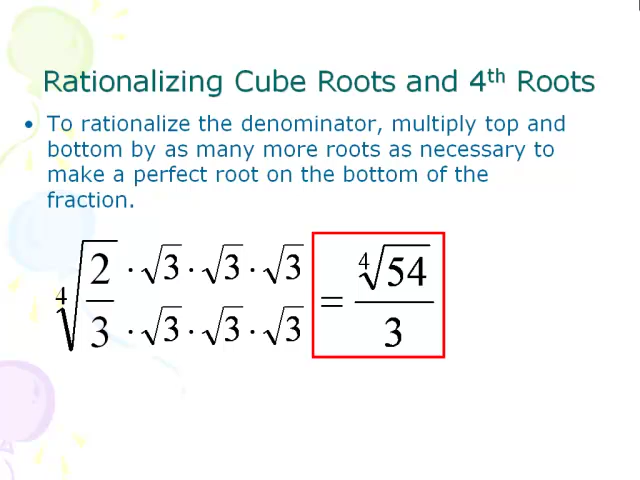 Rationalizing Cube Roots and 4th Roots
• To rationalize the denominator, multiply top and
bottom by as many more roots as necessary to
make a perfect root on the bottom of the
fraction.
⁴√(2/3) · √3 · √3 · √3 / · √3 · √3 · √3 = ⁴√54 / 3